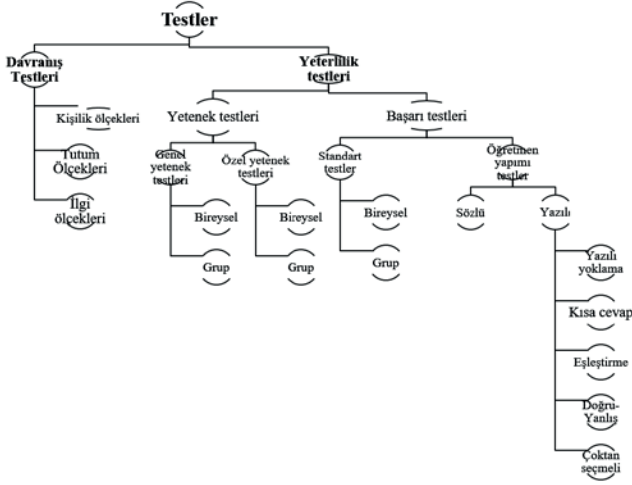 Testler
Davranış
Testleri
Yeterlilik
testleri
Kişilik ölçekleri
Tutum
Ölçekleri
İlgi
ölçekleri
Yetenek testleri
Başarı testleri
Genel
yetenek
testleri
Özel yetenek
testleri
Standart
testler
Öğretmen
yapımı
testler
Bireysel
Grup
Bireysel
Grup
Bireysel
Grup
Sözlü
Yazılı
Yazılı
yoklama
Kısa cevap
Eşleştirme
Doğru-
Yanlış
Çoktan
seçmeli